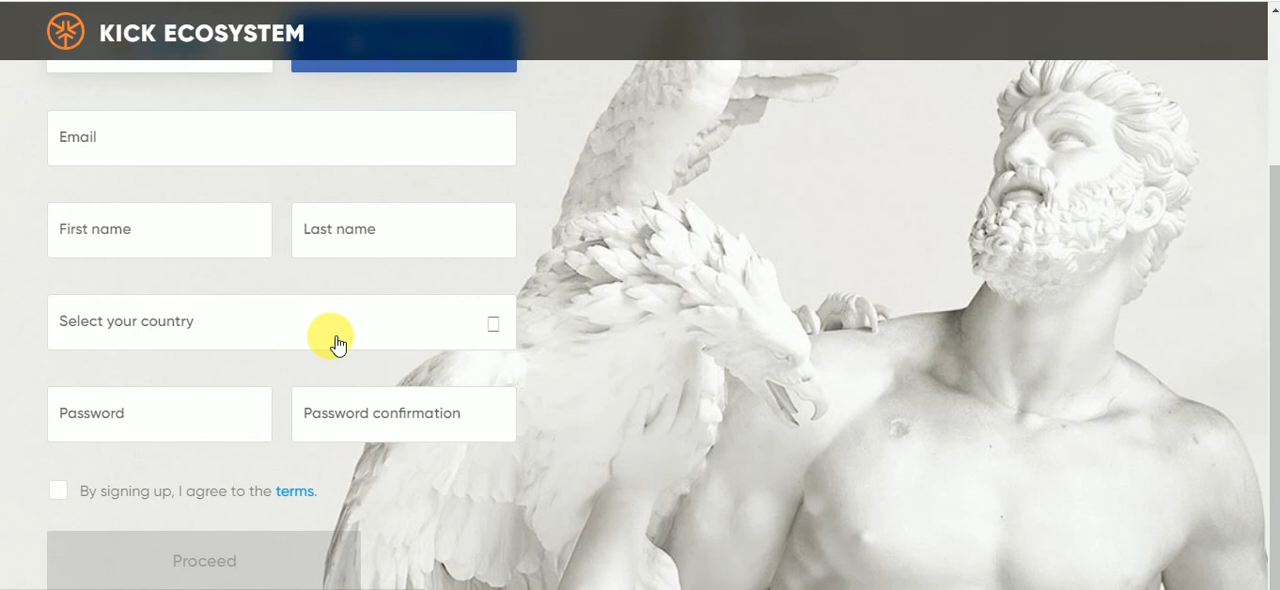 KICK ECOSYSTEM
Email
First name
Last name
Select your country
Password
Password confirmation
By signing up, I agree to the terms.
Proceed